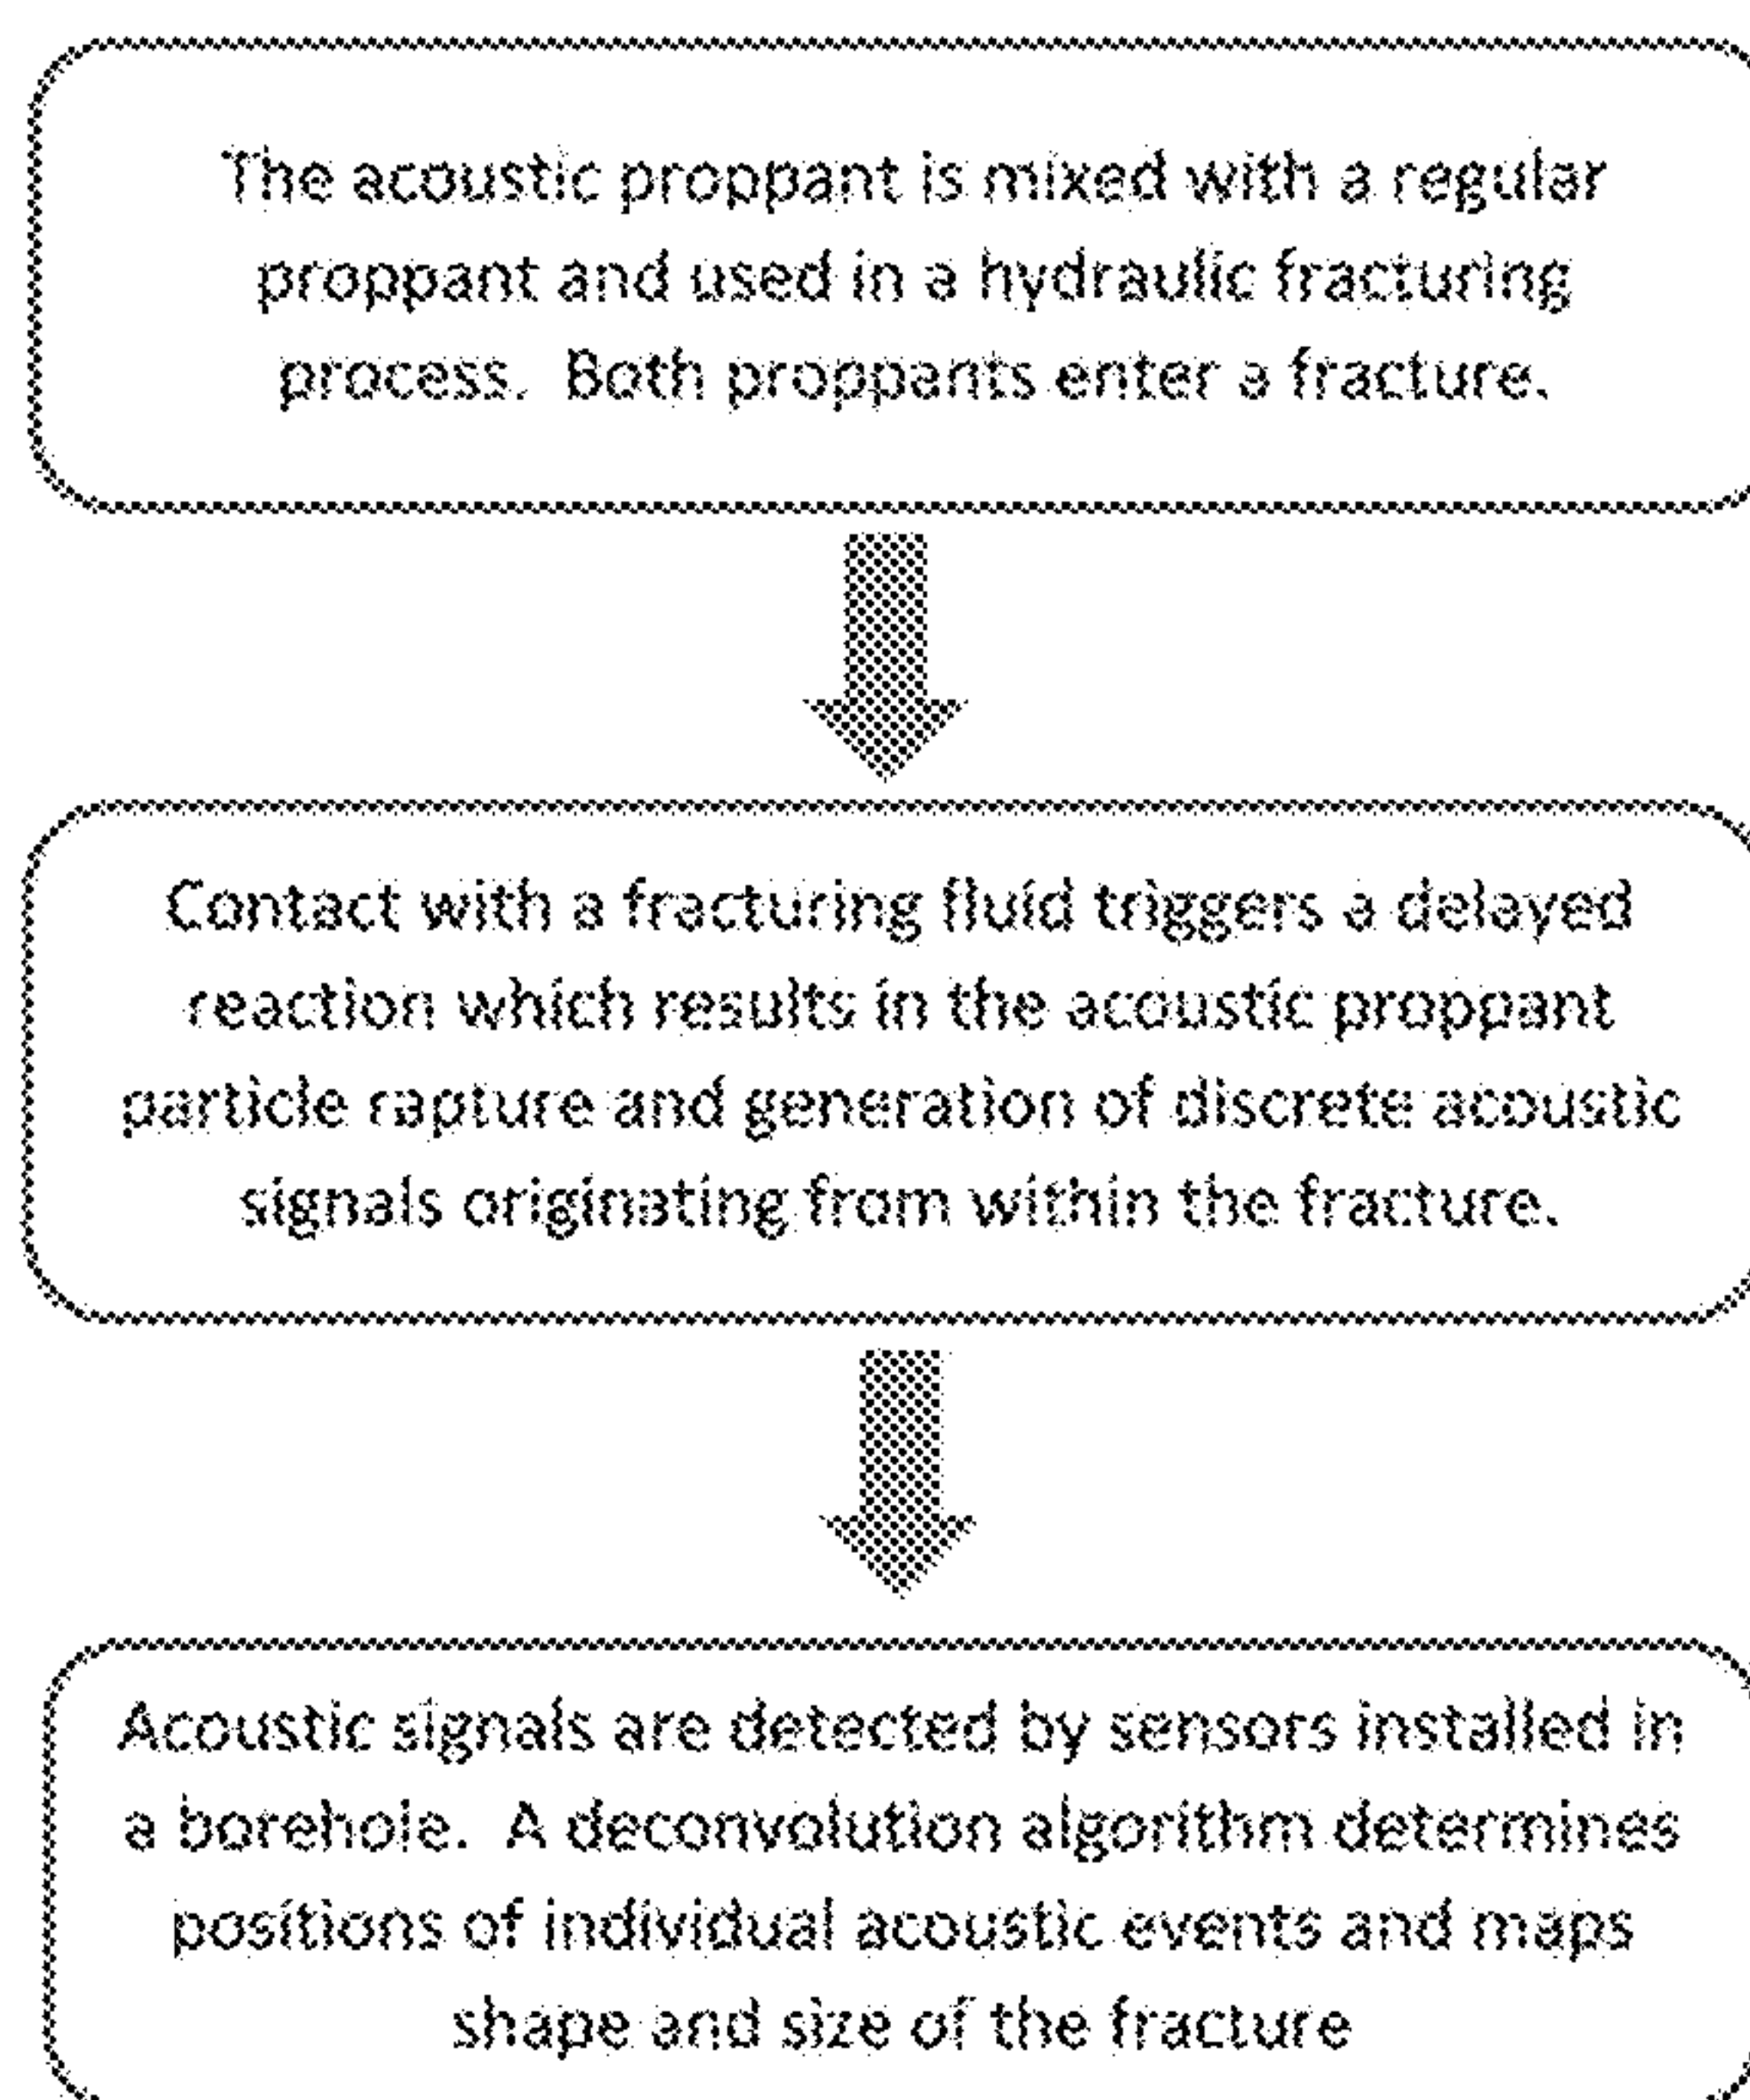 The acoustic proppant is mixed with a regular
proppant and used in a hydraulic fracturing
process. Both proppants enter a fracture.
Contact with a fracturing fluid triggers a delayed
reaction which results in the acoustic proppant
particle rapture and generation of discrete acoustic
signals originating from within the fracture.
Acoustic signals are detected by sensors installed in
a borehole. A deconvolution algorithm determines
positions of individual acoustic events and maps
shape and size of the fracture